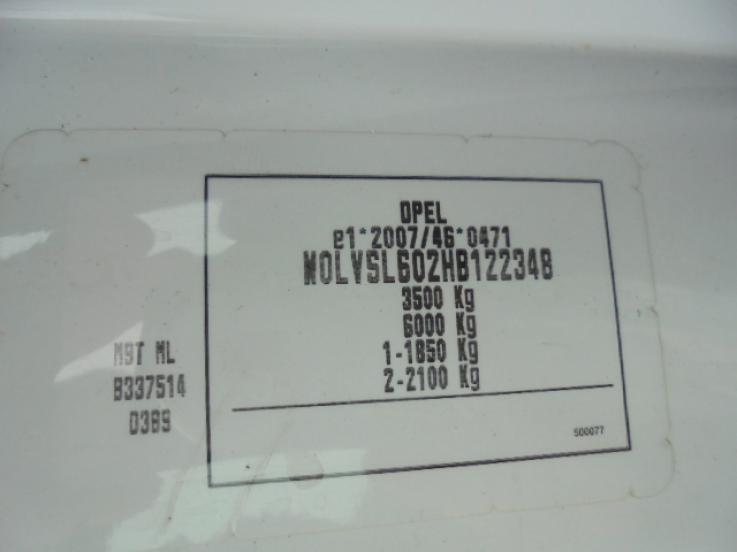 OPEL
e1*2007/46*0471
W0LVSL602HB122348
3500 Kg
6000 Kg
1-1850 Kg
2-2100 Kg
M9T ML
B337514
D389
500077